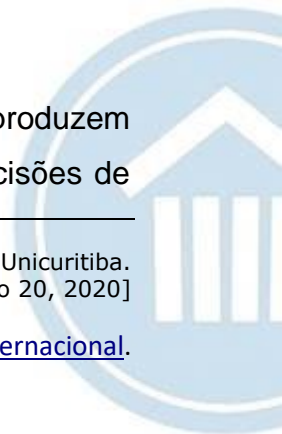 produzem
cisões de
Unicuritiba.
o 20, 2020]
ernacional.